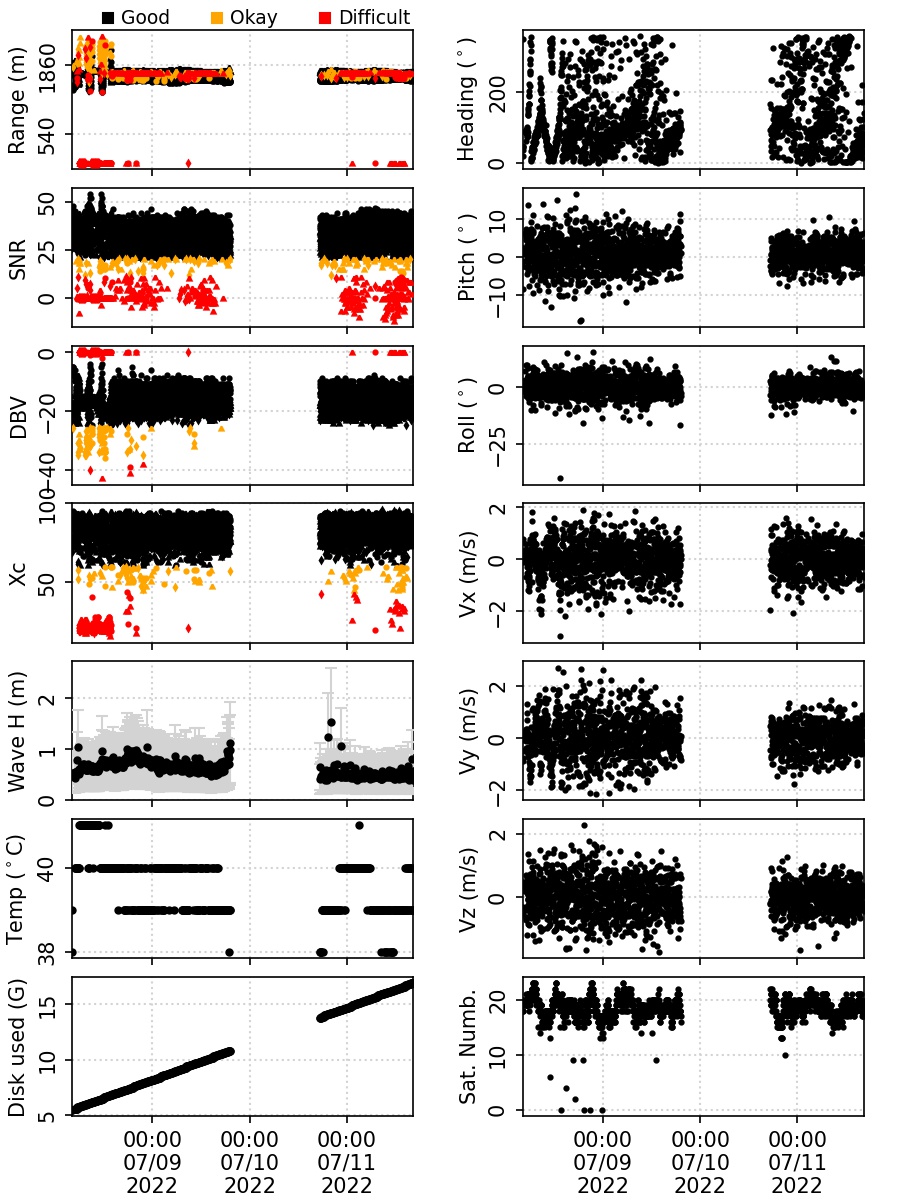 Good Okay Difficult
Range (m)
1860
540
Heading (°)
200
0
SNR
50
25
0
Pitch (°)
10
0
−10
DBV
0
−20
−40
Roll (°)
0
−25
Xc
100
50
Vx (m/s)
2
0
−2
Wave H (m)
2
1
0
Vy (m/s)
2
0
−2
Temp (°C)
40
38
Vz (m/s)
2
0
Disk used (G)
15
10
5
Sat. Numb.
20
10
0
00:00 00:00 00:00
07/09 07/10 07/11
2022 2022 2022
00:00 00:00 00:00
07/09 07/10 07/11
2022 2022 2022